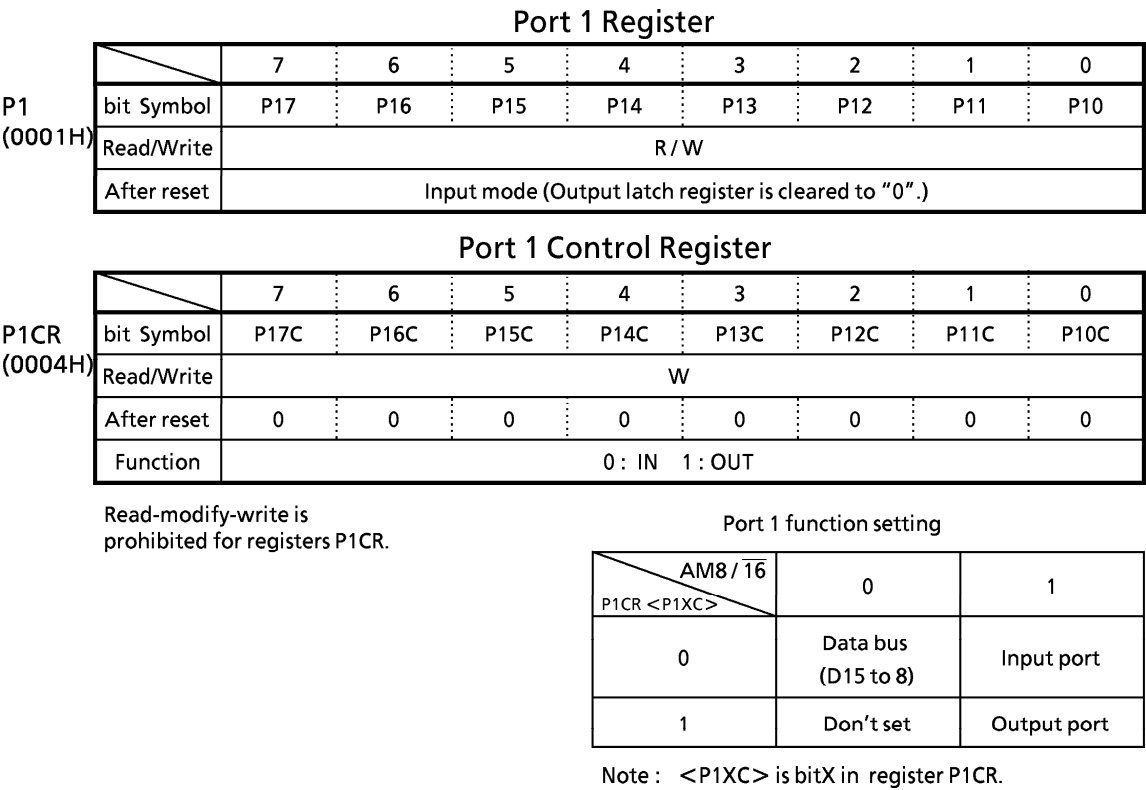 Port 1 Register
7 6 5 4 3 2 1 0
P1
(0001H)
bit Symbol P17 P16 P15 P14 P13 P12 P11 P10
Read/Write R / W
After reset Input mode (Output latch register is cleared to “0”.)
Port 1 Control Register
7 6 5 4 3 2 1 0
P1CR
(0004H)
bit Symbol P17C P16C P15C P14C P13C P12C P11C P10C
Read/Write W
After reset 0 0 0 0 0 0 0 0
Function 0 : IN 1 : OUT
Read-modify-write is
prohibited for registers P1CR.
Port 1 function setting
AM8 / 1̅6̅ 0 1
P1CR <P1XC>
0 Data bus Input port
(D15 to 8)
1 Don't set Output port
Note : <P1XC> is bitX in register P1CR.